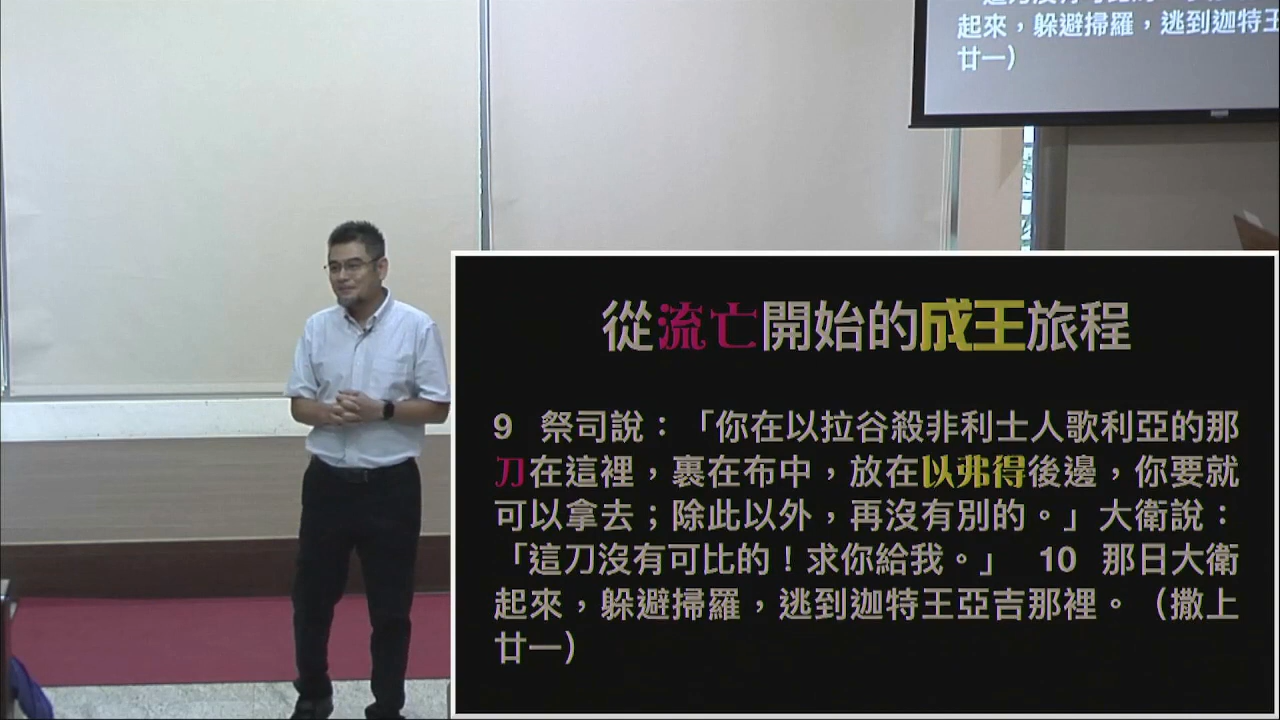 起來，躲避掃羅，逃到迦特王
廿一）
從流亡開始的成王旅程
9 祭司說：「你在以拉谷殺非利士人歌利亞的那
刀在這裡，裹在布中，放在以弗得後邊，你要就
可以拿去；除此以外，再沒有別的。」大衛說：
「這刀沒有可比的！求你給我。」 10 那日大衛
起來，躲避掃羅，逃到迦特王亞吉那裡。（撒上
廿一）